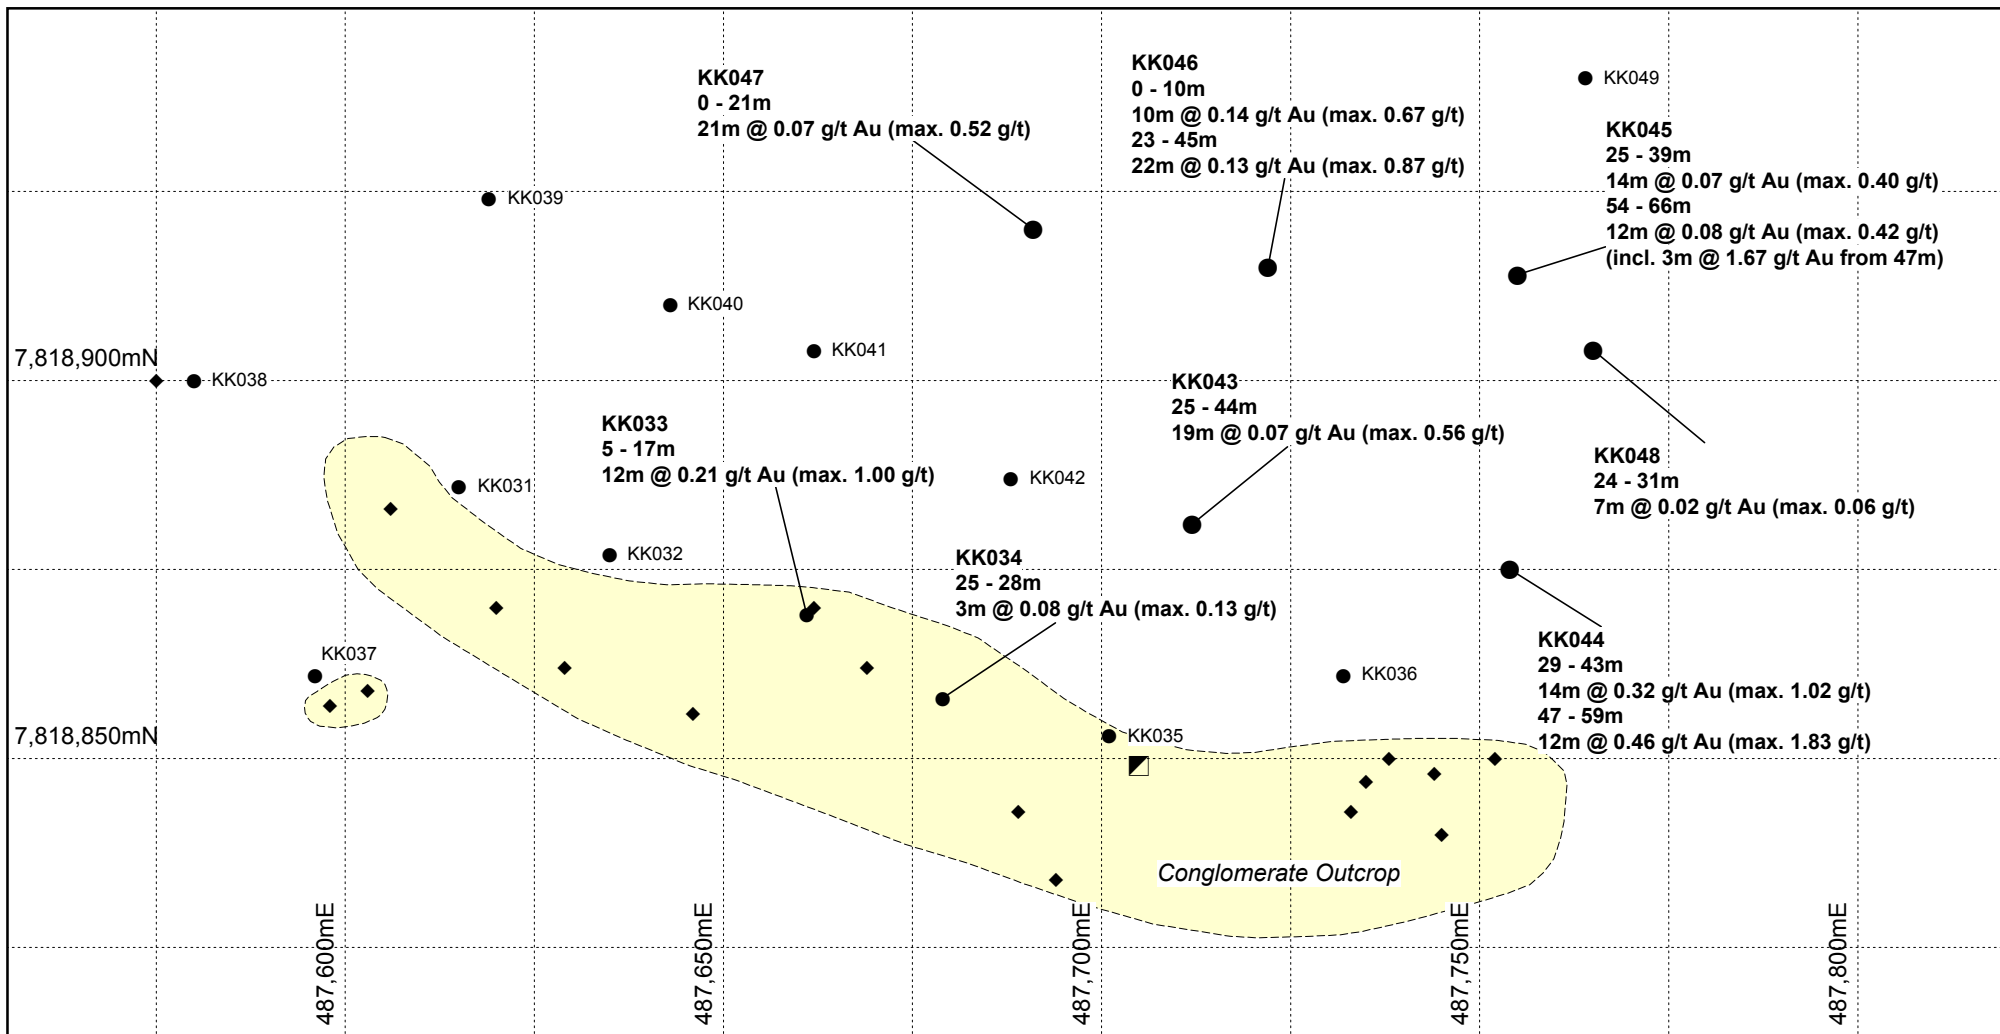 KK047
0 - 21m
21m @ 0.07 g/t Au (max. 0.52 g/t)
KK046
0 - 10m
10m @ 0.14 g/t Au (max. 0.67 g/t)
23 - 45m
22m @ 0.13 g/t Au (max. 0.87 g/t)
KK049
KK045
25 - 39m
14m @ 0.07 g/t Au (max. 0.40 g/t)
54 - 66m
12m @ 0.08 g/t Au (max. 0.42 g/t)
(incl. 3m @ 1.67 g/t Au from 47m)
KK039
KK040
KK041
7,818,900mN
KK038
KK043
25 - 44m
19m @ 0.07 g/t Au (max. 0.56 g/t)
KK033
5 - 17m
12m @ 0.21 g/t Au (max. 1.00 g/t)
KK048
24 - 31m
7m @ 0.02 g/t Au (max. 0.06 g/t)
KK031
KK042
KK032
KK034
25 - 28m
3m @ 0.08 g/t Au (max. 0.13 g/t)
KK037
KK036
KK044
29 - 43m
14m @ 0.32 g/t Au (max. 1.02 g/t)
47 - 59m
12m @ 0.46 g/t Au (max. 1.83 g/t)
7,818,850mN
KK035
Conglomerate Outcrop
487,600mE
487,650mE
487,700mE
487,750mE
487,800mE